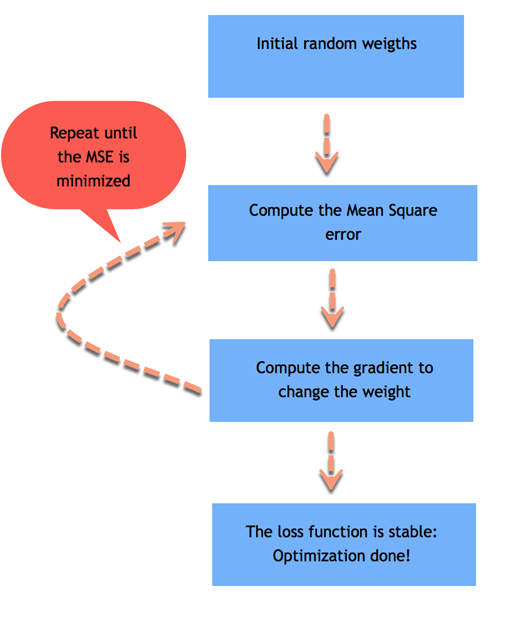 Initial random weigths
Repeat until
the MSE is
minimized
Compute the Mean Square
error
Compute the gradient to
change the weight
The loss function is stable:
Optimization done!